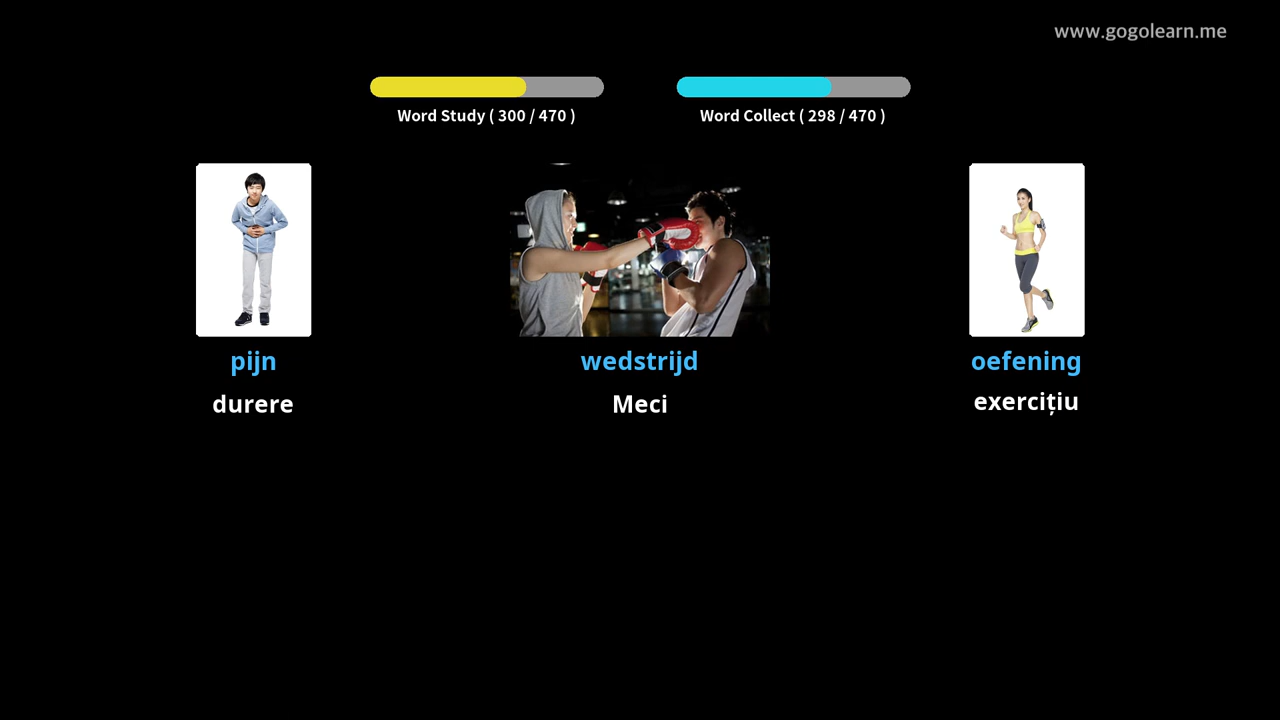 www.gogolearn.me
Word Study ( 300 / 470 )
Word Collect ( 298 / 470 )
pijn
wedstrijd
oefening
durere
Meci
exercițiu